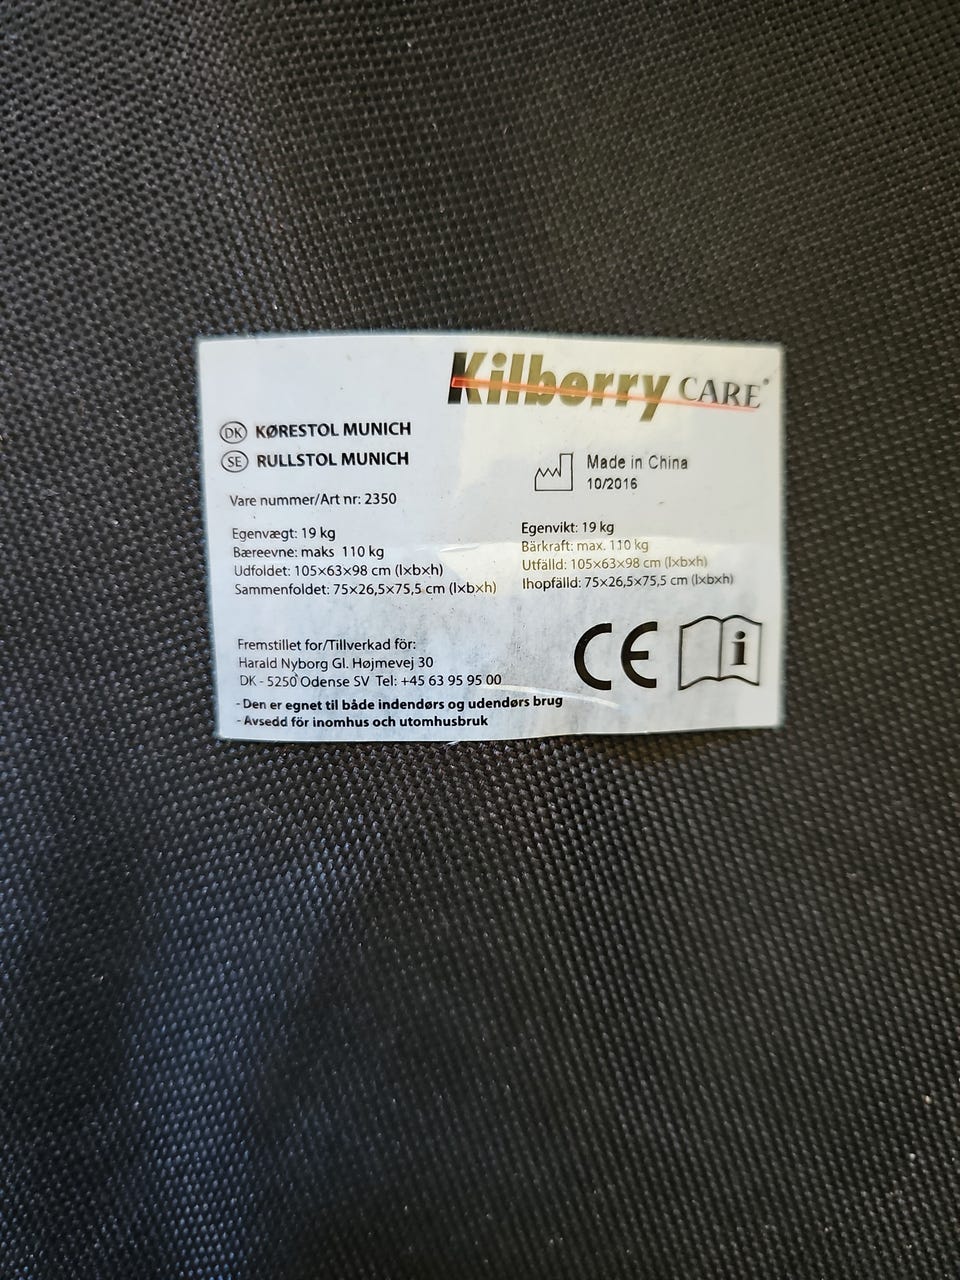 Kilberry CARE®
DK KØRESTOL MUNICH
SE RULLSTOL MUNICH
Made in China
10/2016
Vare nummer/Art nr: 2350
Egenvægt: 19 kg
Bæreevne: maks 110 kg
Udfoldet: 105×63×98 cm (l×b×h)
Sammenfoldet: 75×26,5×75,5 cm (l×b×h)
Egenvikt: 19 kg
Bärkraft: max. 110 kg
Utfälld: 105×63×98 cm (l×b×h)
Ihopfälld: 75×26,5×75,5 cm (l×b×h)
Fremstillet for/Tillverkad för:
Harald Nyborg Gl. Højmevej 30
DK - 5250 Odense SV Tel: +45 63 95 95 00
CE i
- Den er egnet til både indendørs og udendørs brug
- Avsedd för inomhus och utomhusbruk